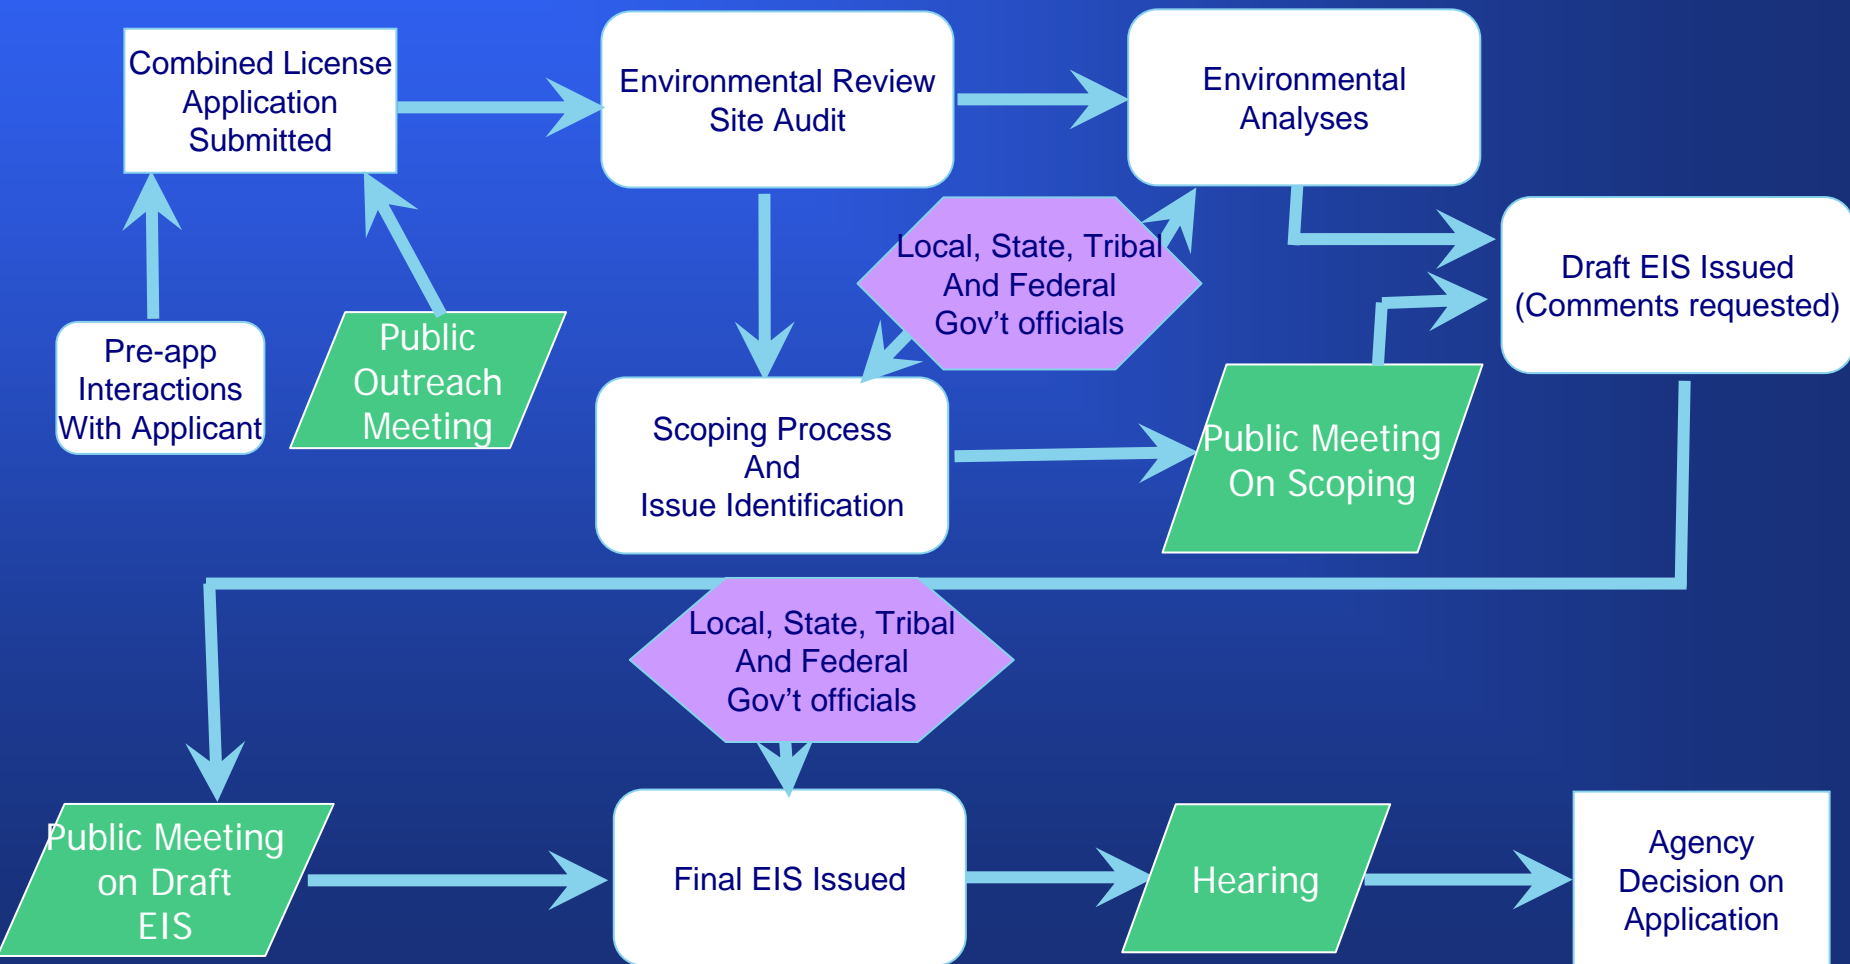 Combined License
Application
Submitted
Environmental Review
Site Audit
Environmental
Analyses
Local, State, Tribal
And Federal
Gov't officials
Draft EIS Issued
(Comments requested)
Pre-app
Interactions
With Applicant
Public
Outreach
Meeting
Scoping Process
And
Issue Identification
Public Meeting
On Scoping
Local, State, Tribal
And Federal
Gov't officials
Public Meeting
on Draft
EIS
Final EIS Issued
Hearing
Agency
Decision on
Application